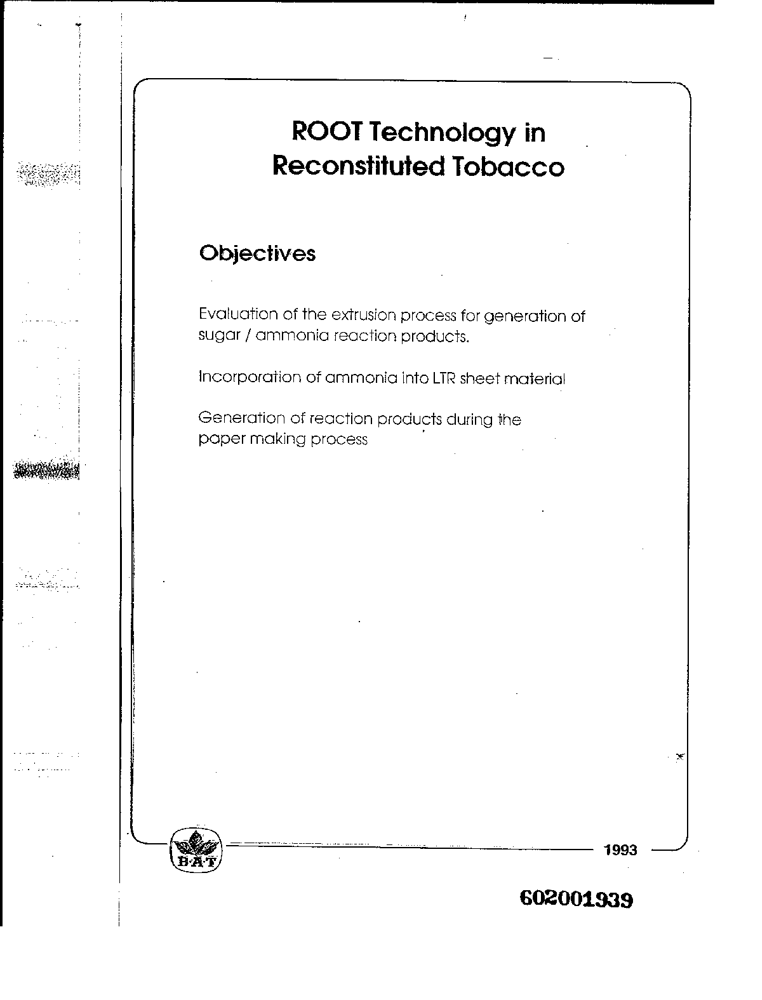 ROOT Technology in
Reconstituted Tobacco
Objectives
Evaluation of the extrusion process for generation of
sugar / ammonia reaction products.
Incorporation of ammonia into LTR sheet material
Generation of reaction products during the
paper making process
B·A·T
1993
602001939